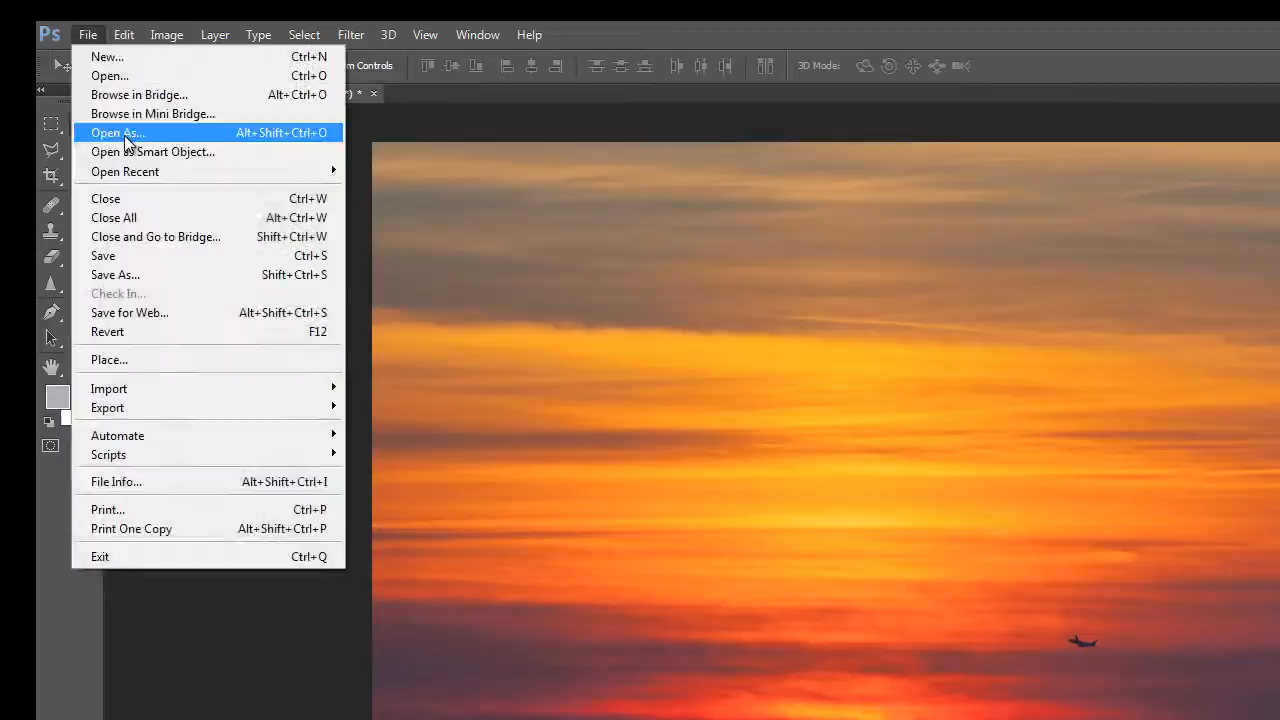 Ps File Edit Image Layer Type Select Filter 3D View Window Help
m Controls 3D Mode:
) * ×
New... Ctrl+N
Open... Ctrl+O
Browse in Bridge... Alt+Ctrl+O
Browse in Mini Bridge...
Open As... Alt+Shift+Ctrl+O
Open as Smart Object...
Open Recent
Close Ctrl+W
Close All Alt+Ctrl+W
Close and Go to Bridge... Shift+Ctrl+W
Save Ctrl+S
Save As... Shift+Ctrl+S
Check In...
Save for Web... Alt+Shift+Ctrl+S
Revert F12
Place...
Import
Export
Automate
Scripts
File Info... Alt+Shift+Ctrl+I
Print... Ctrl+P
Print One Copy Alt+Shift+Ctrl+P
Exit Ctrl+Q